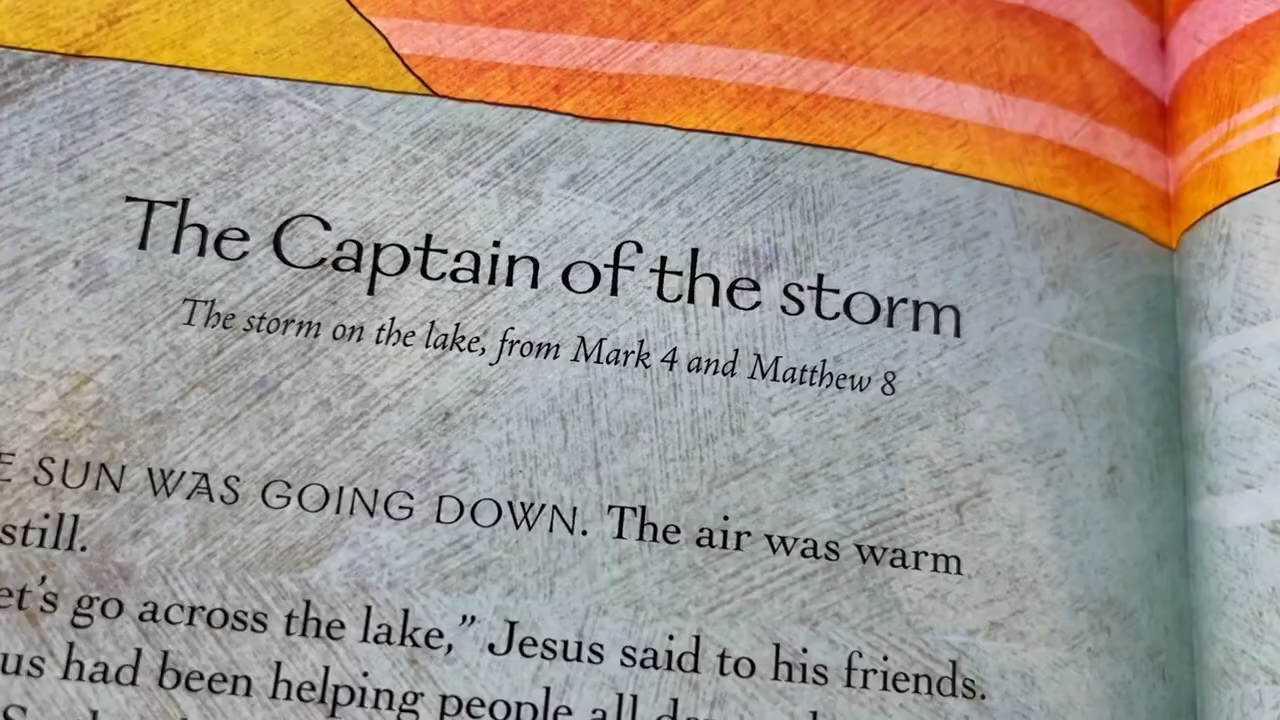 The Captain of the storm
The storm on the lake, from Mark 4 and Matthew 8
SUN WAS GOING DOWN. The air was warm
still.
go across the lake,” Jesus said to his friends.
had been helping people all